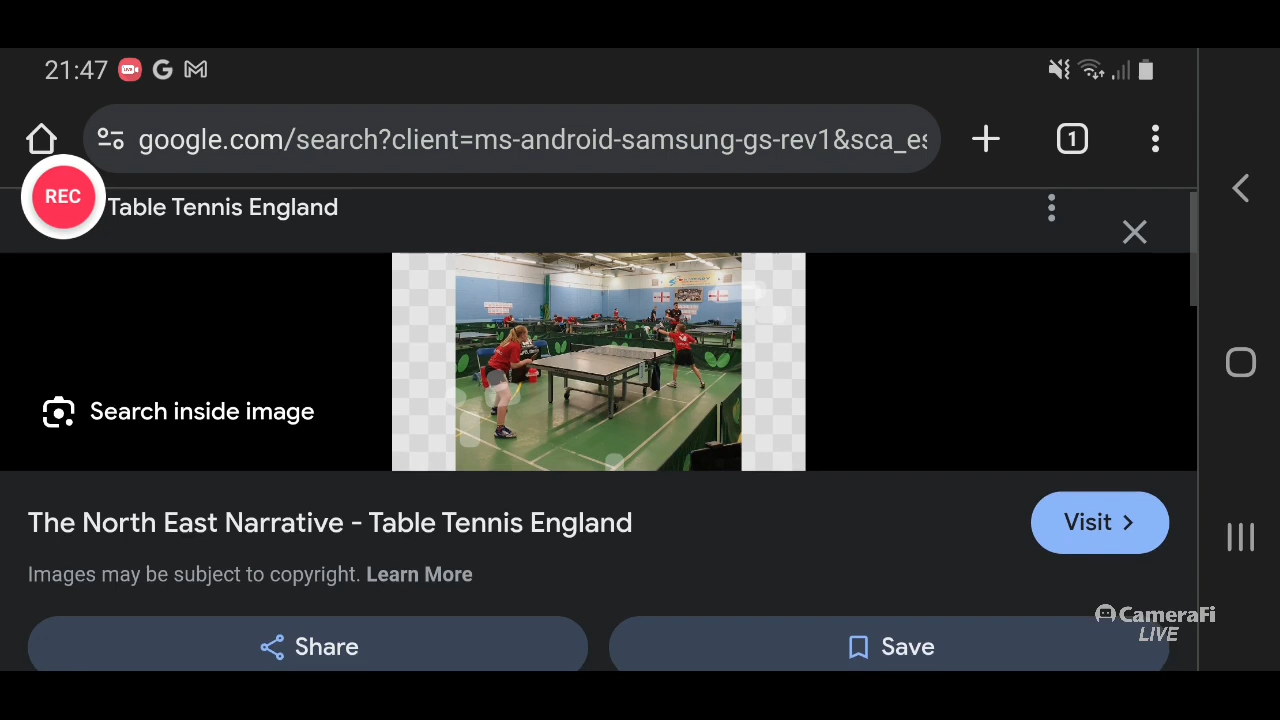 21:47
google.com/search?client=ms-android-samsung-gs-rev1&sca_es
1
REC
Table Tennis England
Search inside image
The North East Narrative - Table Tennis England
Visit
Images may be subject to copyright. Learn More
CameraFi
LIVE
Share
Save